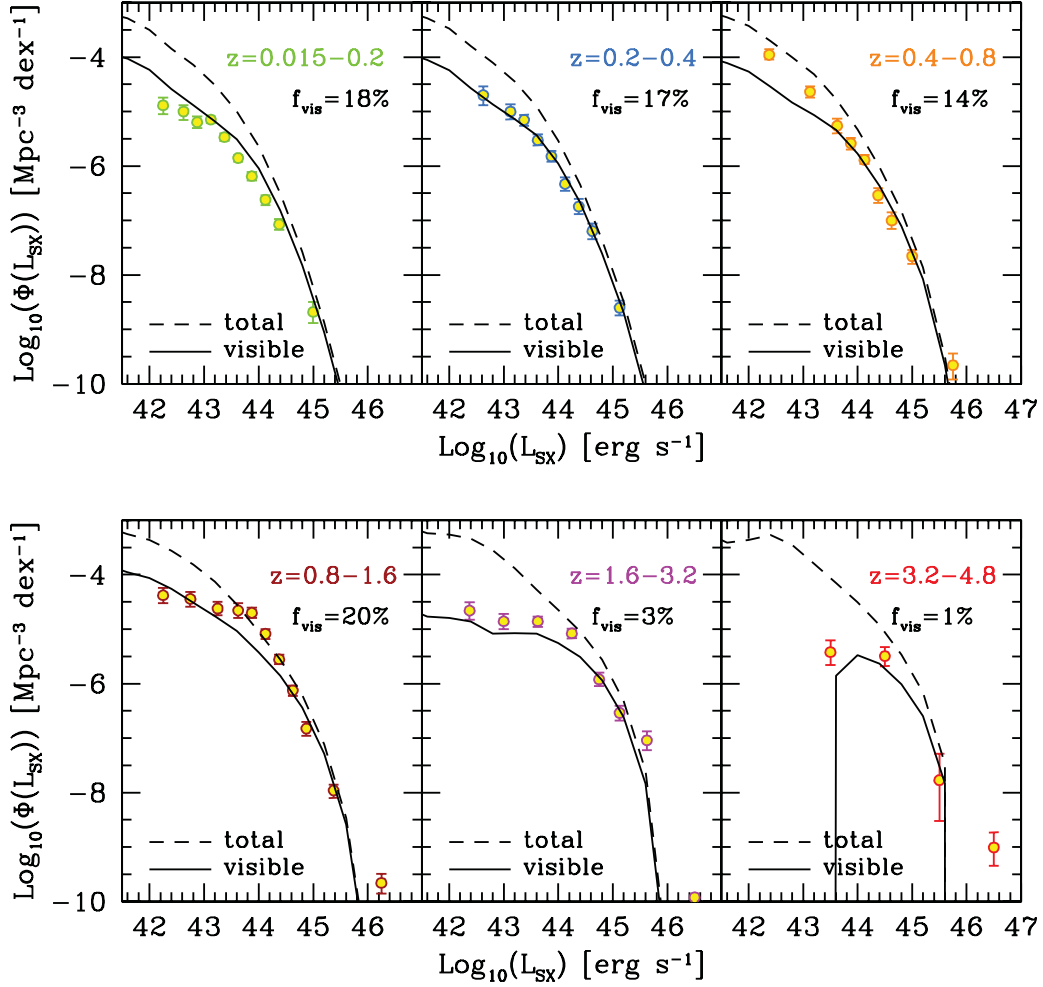 z=0.015−0.2 z=0.2−0.4 z=0.4−0.8
f_vis=18% f_vis=17% f_vis=14%
−4
−6
−8
−10
Log₁₀(Φ(L_SX)) [Mpc⁻³ dex⁻¹]
total total total
visible visible visible
42 43 44 45 46 42 43 44 45 46 42 43 44 45 46 47
Log₁₀(L_SX) [erg s⁻¹]
z=0.8−1.6 z=1.6−3.2 z=3.2−4.8
f_vis=20% f_vis=3% f_vis=1%
−4
−6
−8
−10
Log₁₀(Φ(L_SX)) [Mpc⁻³ dex⁻¹]
total total total
visible visible visible
42 43 44 45 46 42 43 44 45 46 42 43 44 45 46 47
Log₁₀(L_SX) [erg s⁻¹]